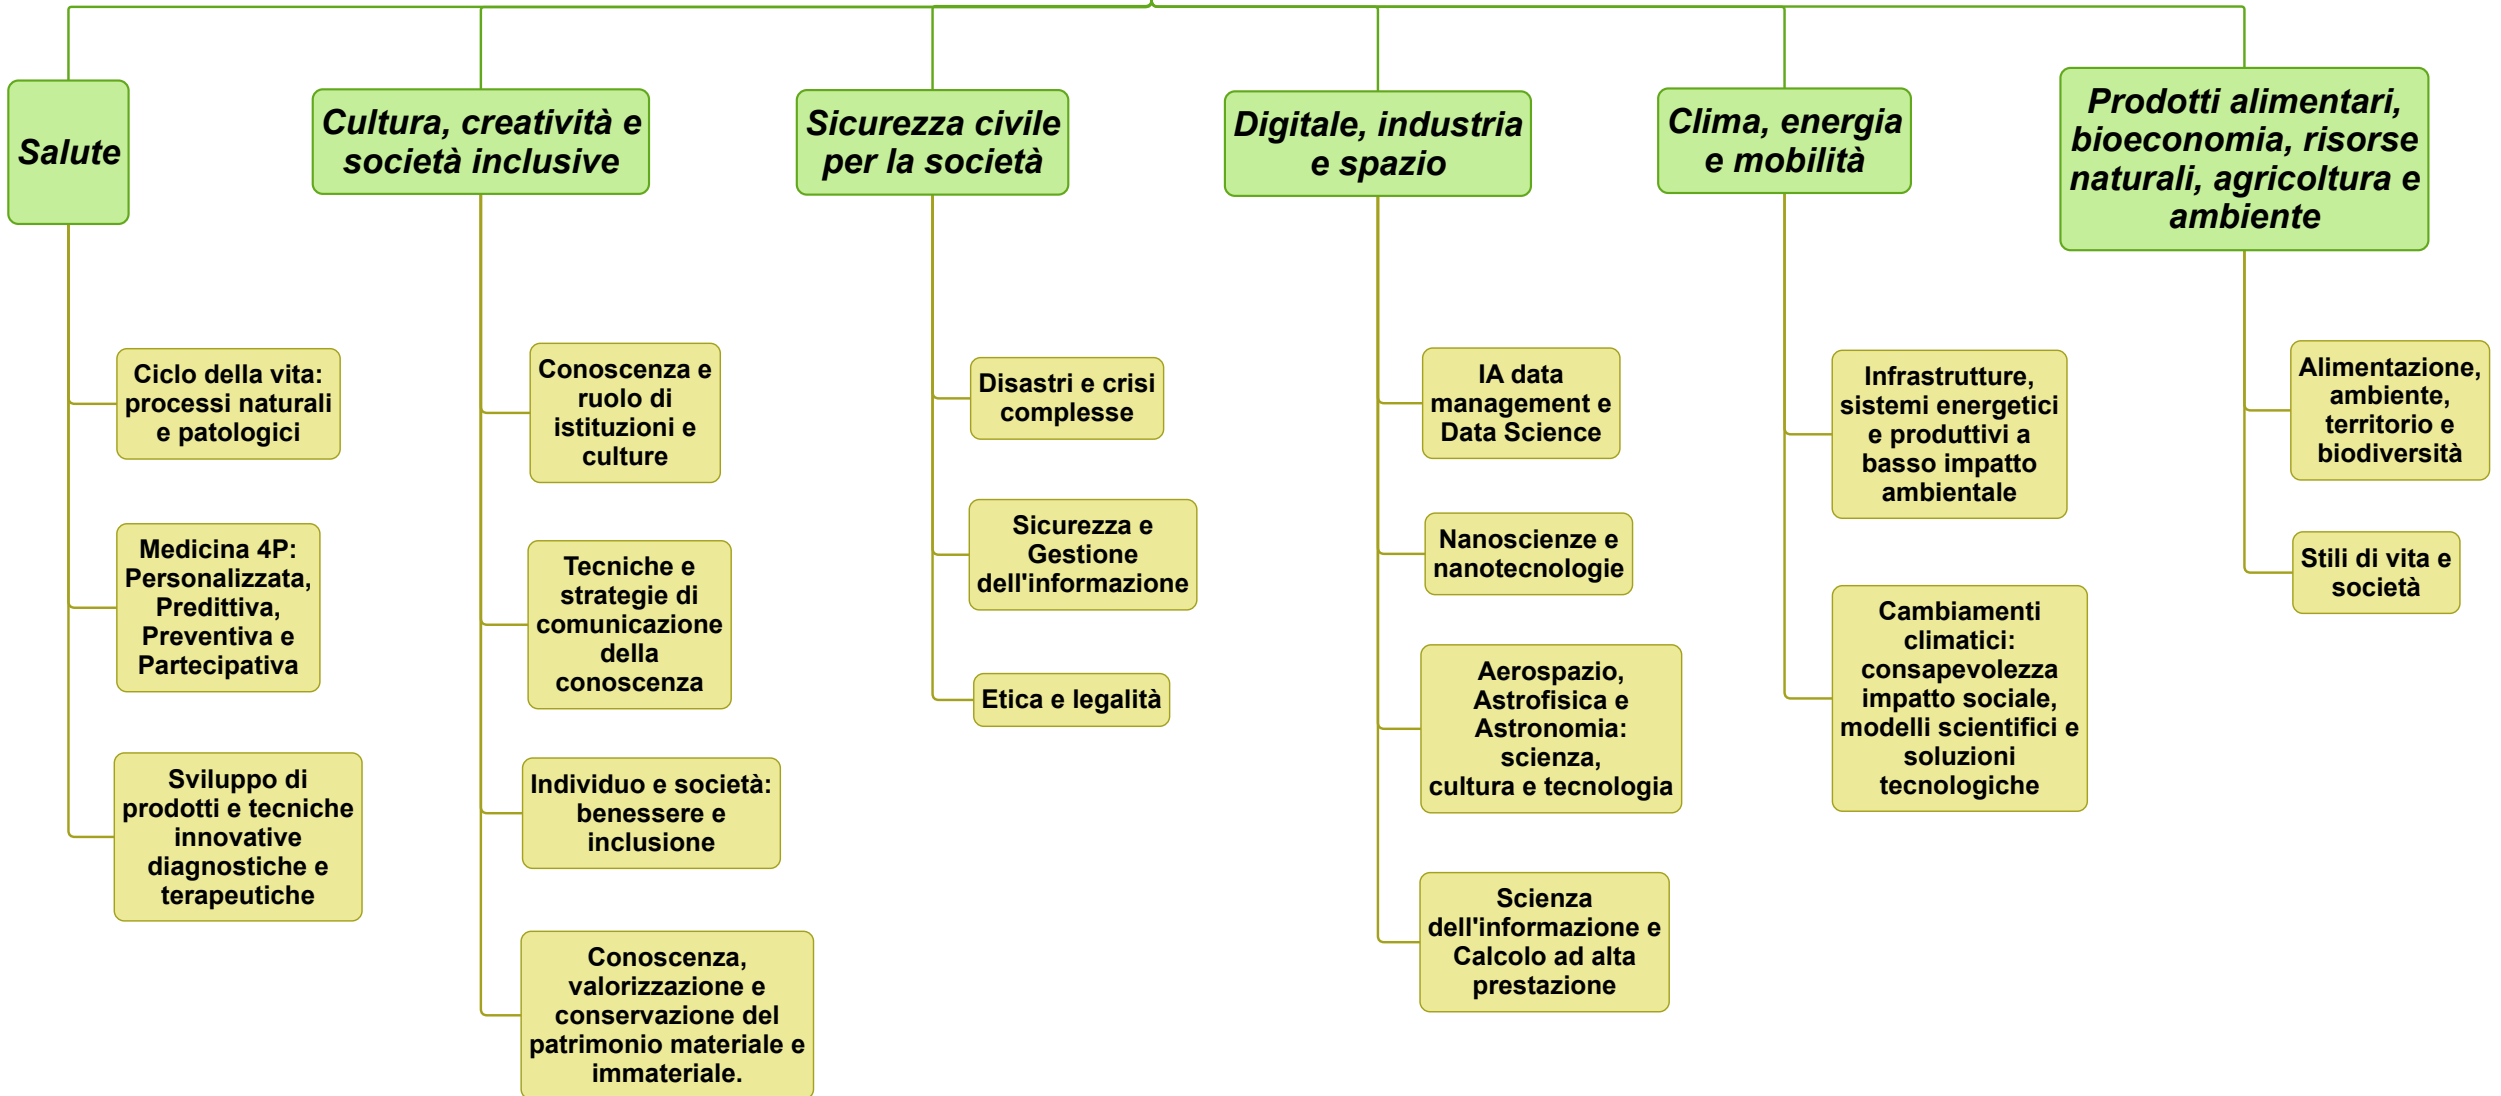 Salute
Cultura, creatività e
società inclusive
Sicurezza civile
per la società
Digitale, industria
e spazio
Clima, energia
e mobilità
Prodotti alimentari,
bioeconomia, risorse
naturali, agricoltura e
ambiente
Ciclo della vita:
processi naturali
e patologici
Medicina 4P:
Personalizzata,
Predittiva,
Preventiva e
Partecipativa
Sviluppo di
prodotti e tecniche
innovative
diagnostiche e
terapeutiche
Conoscenza e
ruolo di
istituzioni e
culture
Tecniche e
strategie di
comunicazione
della
conoscenza
Individuo e società:
benessere e
inclusione
Conoscenza,
valorizzazione e
conservazione del
patrimonio materiale e
immateriale.
Disastri e crisi
complesse
Sicurezza e
Gestione
dell'informazione
Etica e legalità
IA data
management e
Data Science
Nanoscienze e
nanotecnologie
Aerospazio,
Astrofisica e
Astronomia:
scienza,
cultura e tecnologia
Scienza
dell'informazione e
Calcolo ad alta
prestazione
Infrastrutture,
sistemi energetici
e produttivi a
basso impatto
ambientale
Cambiamenti
climatici:
consapevolezza
impatto sociale,
modelli scientifici e
soluzioni
tecnologiche
Alimentazione,
ambiente,
territorio e
biodiversità
Stili di vita e
società